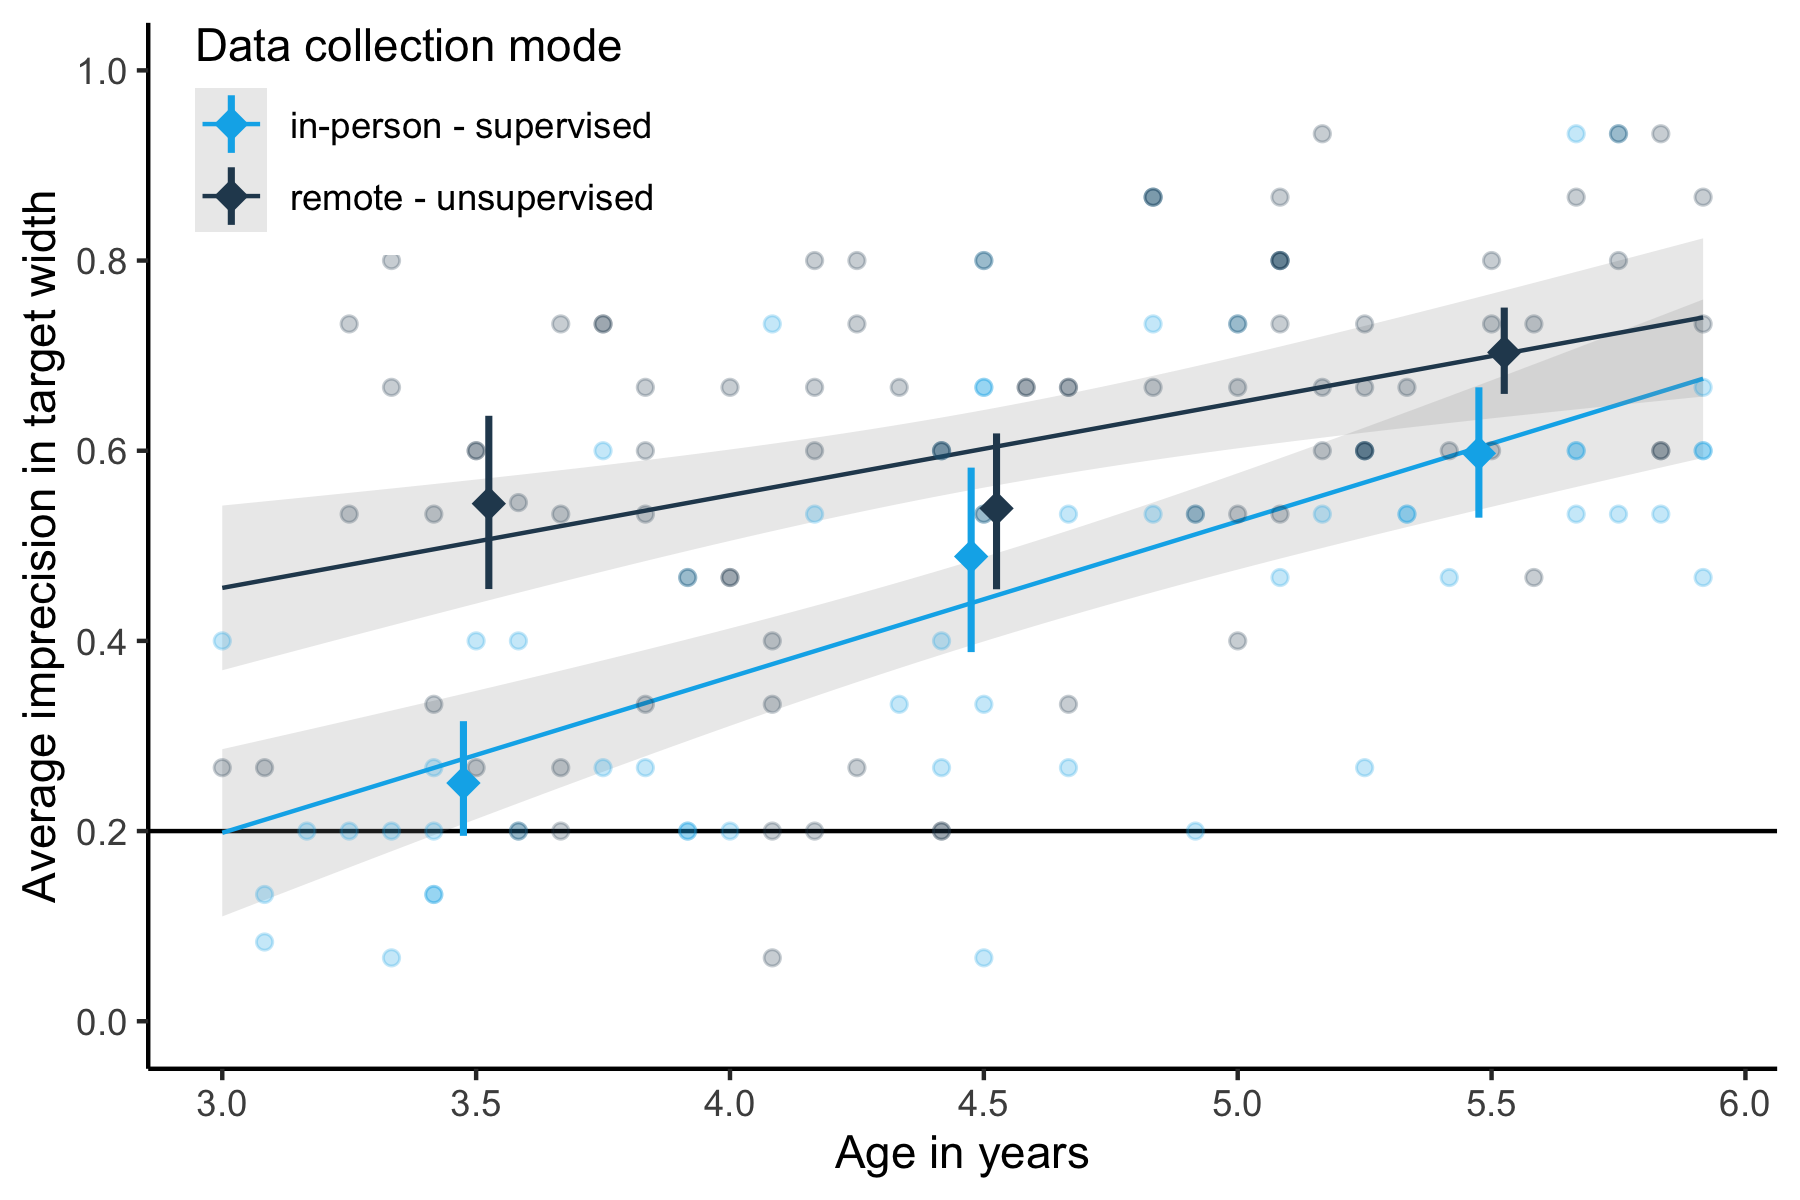 Data collection mode
in-person - supervised
remote - unsupervised
Average imprecision in target width
1.0
0.8
0.6
0.4
0.2
0.0
3.0 3.5 4.0 4.5 5.0 5.5 6.0
Age in years